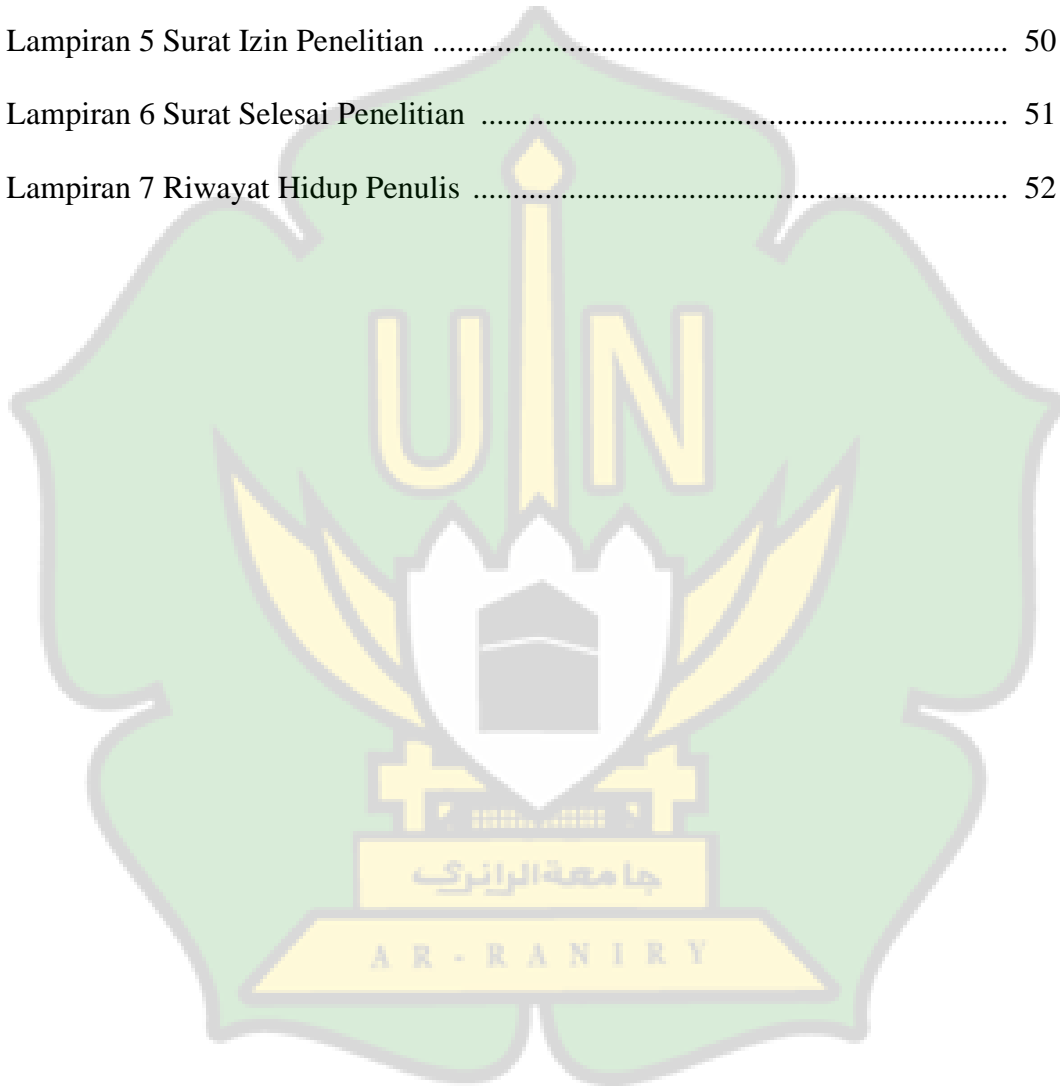 Lampiran 5 Surat Izin Penelitian ............................................................. 50
Lampiran 6 Surat Selesai Penelitian ........................................................ 51
Lampiran 7 Riwayat Hidup Penulis ......................................................... 52
UIN
جامعة الرانري
AR-RANIRY